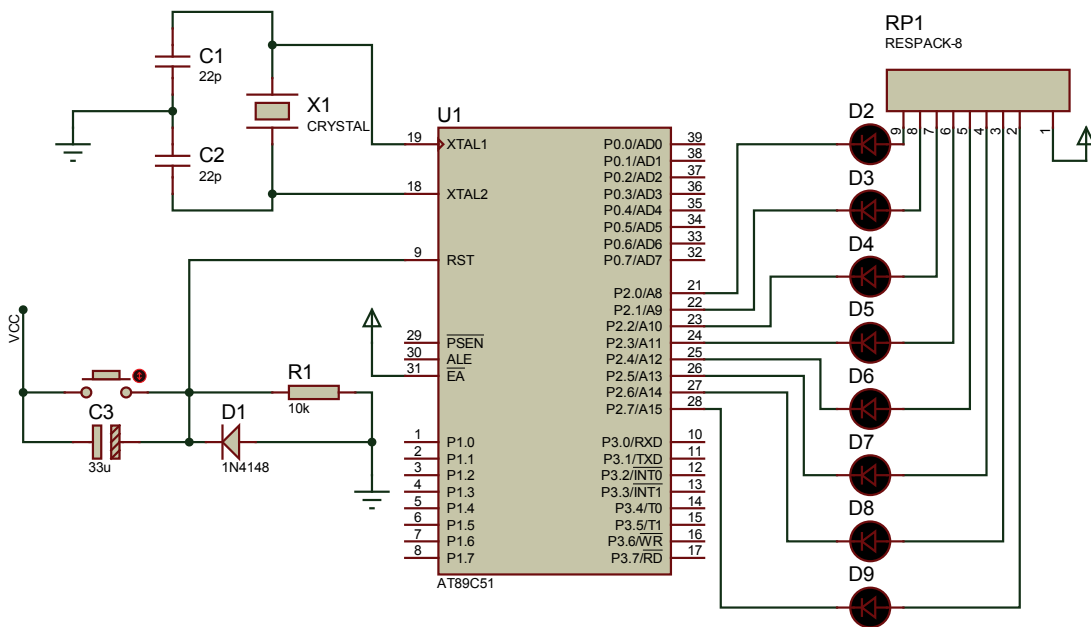 C1
22p
C2
22p
X1
CRYSTAL
U1
19 XTAL1
18 XTAL2
9 RST
29 PSEN
30 ALE
31 EA
1 P1.0
2 P1.1
3 P1.2
4 P1.3
5 P1.4
6 P1.5
7 P1.6
8 P1.7
P0.0/AD0 39
P0.1/AD1 38
P0.2/AD2 37
P0.3/AD3 36
P0.4/AD4 35
P0.5/AD5 34
P0.6/AD6 33
P0.7/AD7 32
P2.0/A8 21
P2.1/A9 22
P2.2/A10 23
P2.3/A11 24
P2.4/A12 25
P2.5/A13 26
P2.6/A14 27
P2.7/A15 28
P3.0/RXD 10
P3.1/TXD 11
P3.2/INT0 12
P3.3/INT1 13
P3.4/T0 14
P3.5/T1 15
P3.6/WR 16
P3.7/RD 17
AT89C51
VCC
C3
33u
R1
10k
D1
1N4148
RP1
RESPACK-8
9 8 7 6 5 4 3 2 1
D2
D3
D4
D5
D6
D7
D8
D9